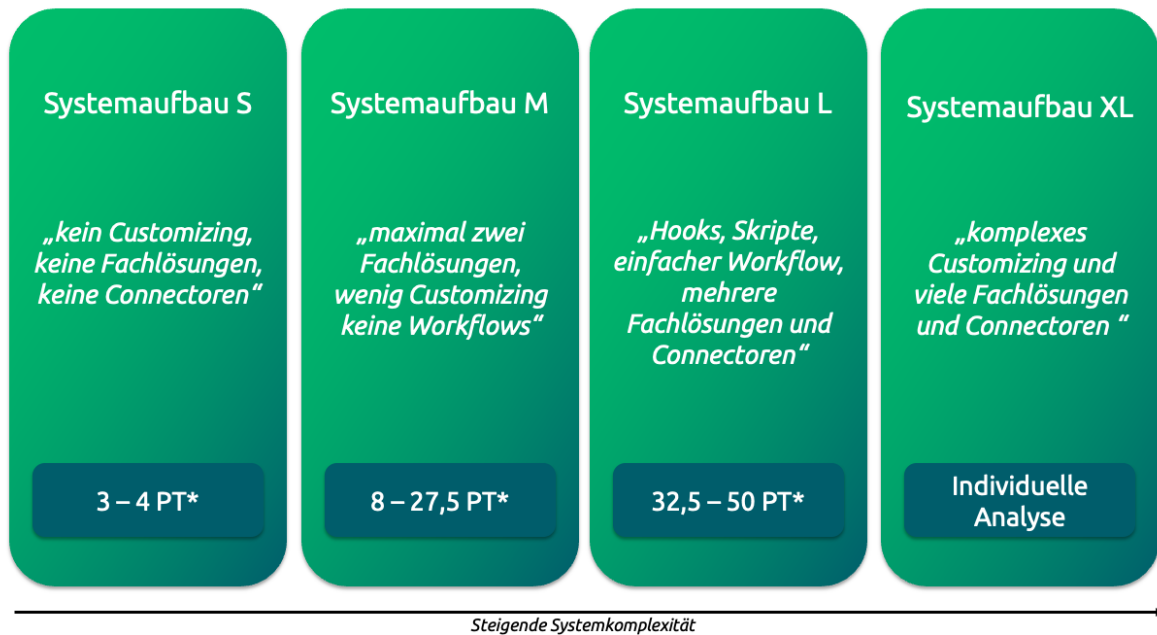 Systemaufbau S
„kein Customizing,
keine Fachlösungen,
keine Connectoren“
3 – 4 PT*
Systemaufbau M
„maximal zwei
Fachlösungen,
wenig Customizing
keine Workflows“
8 – 27,5 PT*
Systemaufbau L
„Hooks, Skripte,
einfacher Workflow,
mehrere
Fachlösungen und
Connectoren“
32,5 – 50 PT*
Systemaufbau XL
„komplexes
Customizing und
viele Fachlösungen
und Connectoren “
Individuelle
Analyse
Steigende Systemkomplexität